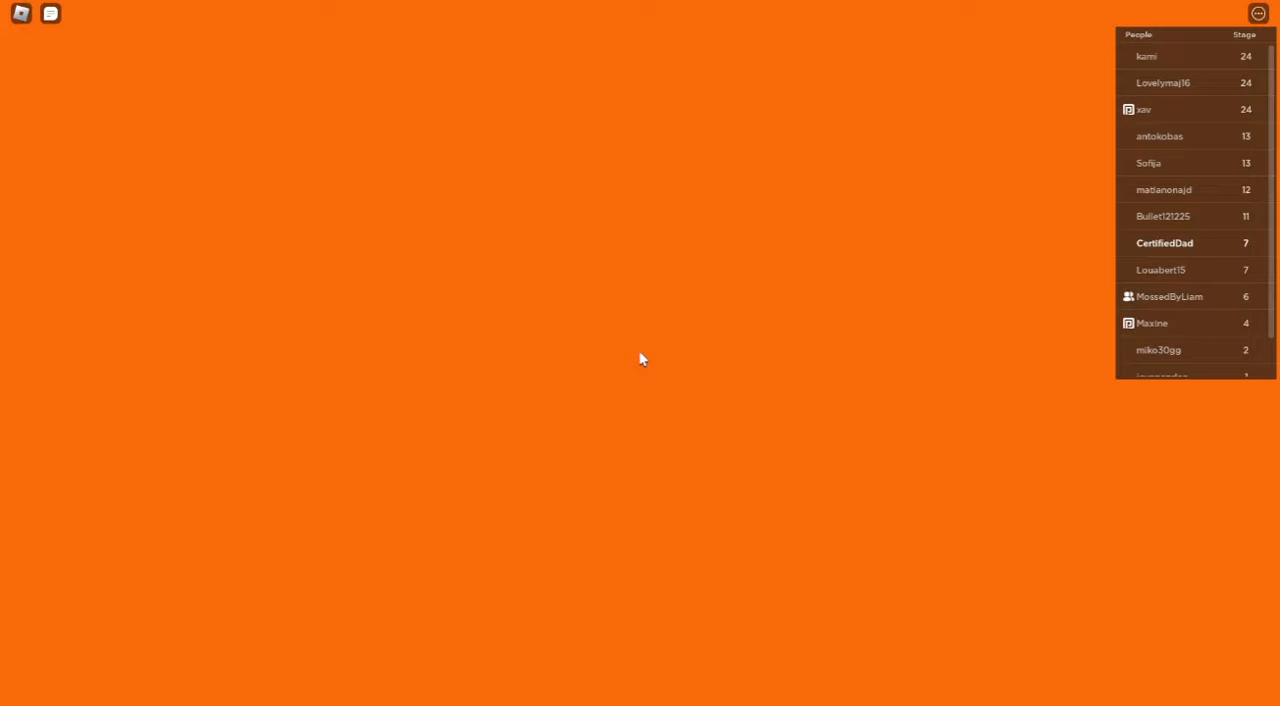 People Stage
kami 24
Lovelymaj16 24
xav 24
antokobas 13
Sofija 13
matianonajd 12
Bullet121225 11
CertifiedDad 7
Louabert15 7
MossedByLiam 6
Maxine 4
miko30gg 2
1